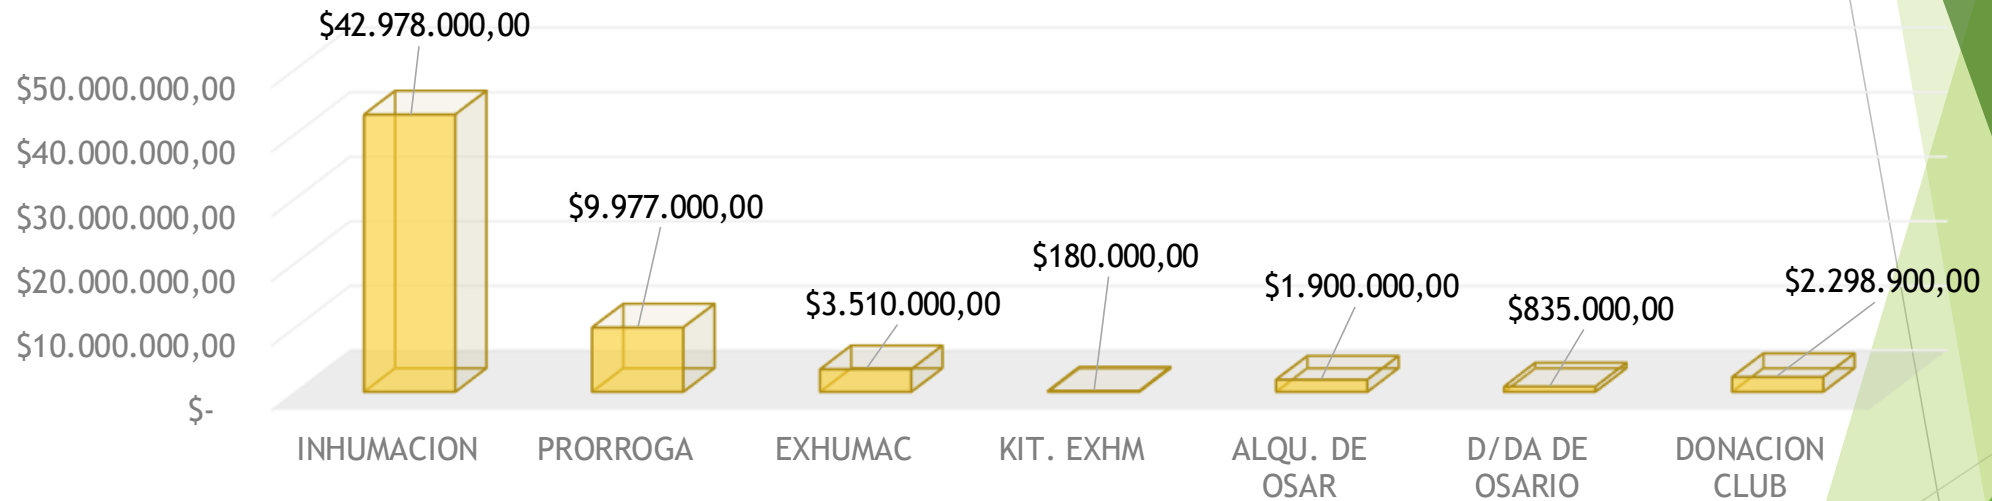 $42.978.000,00
$50.000.000,00
$40.000.000,00
$30.000.000,00
$20.000.000,00
$10.000.000,00
$-
$9.977.000,00
$3.510.000,00
$180.000,00
$1.900.000,00
$835.000,00
$2.298.900,00
INHUMACION
PRORROGA
EXHUMAC
KIT. EXHM
ALQU. DE
OSAR
D/DA DE
OSARIO
DONACION
CLUB